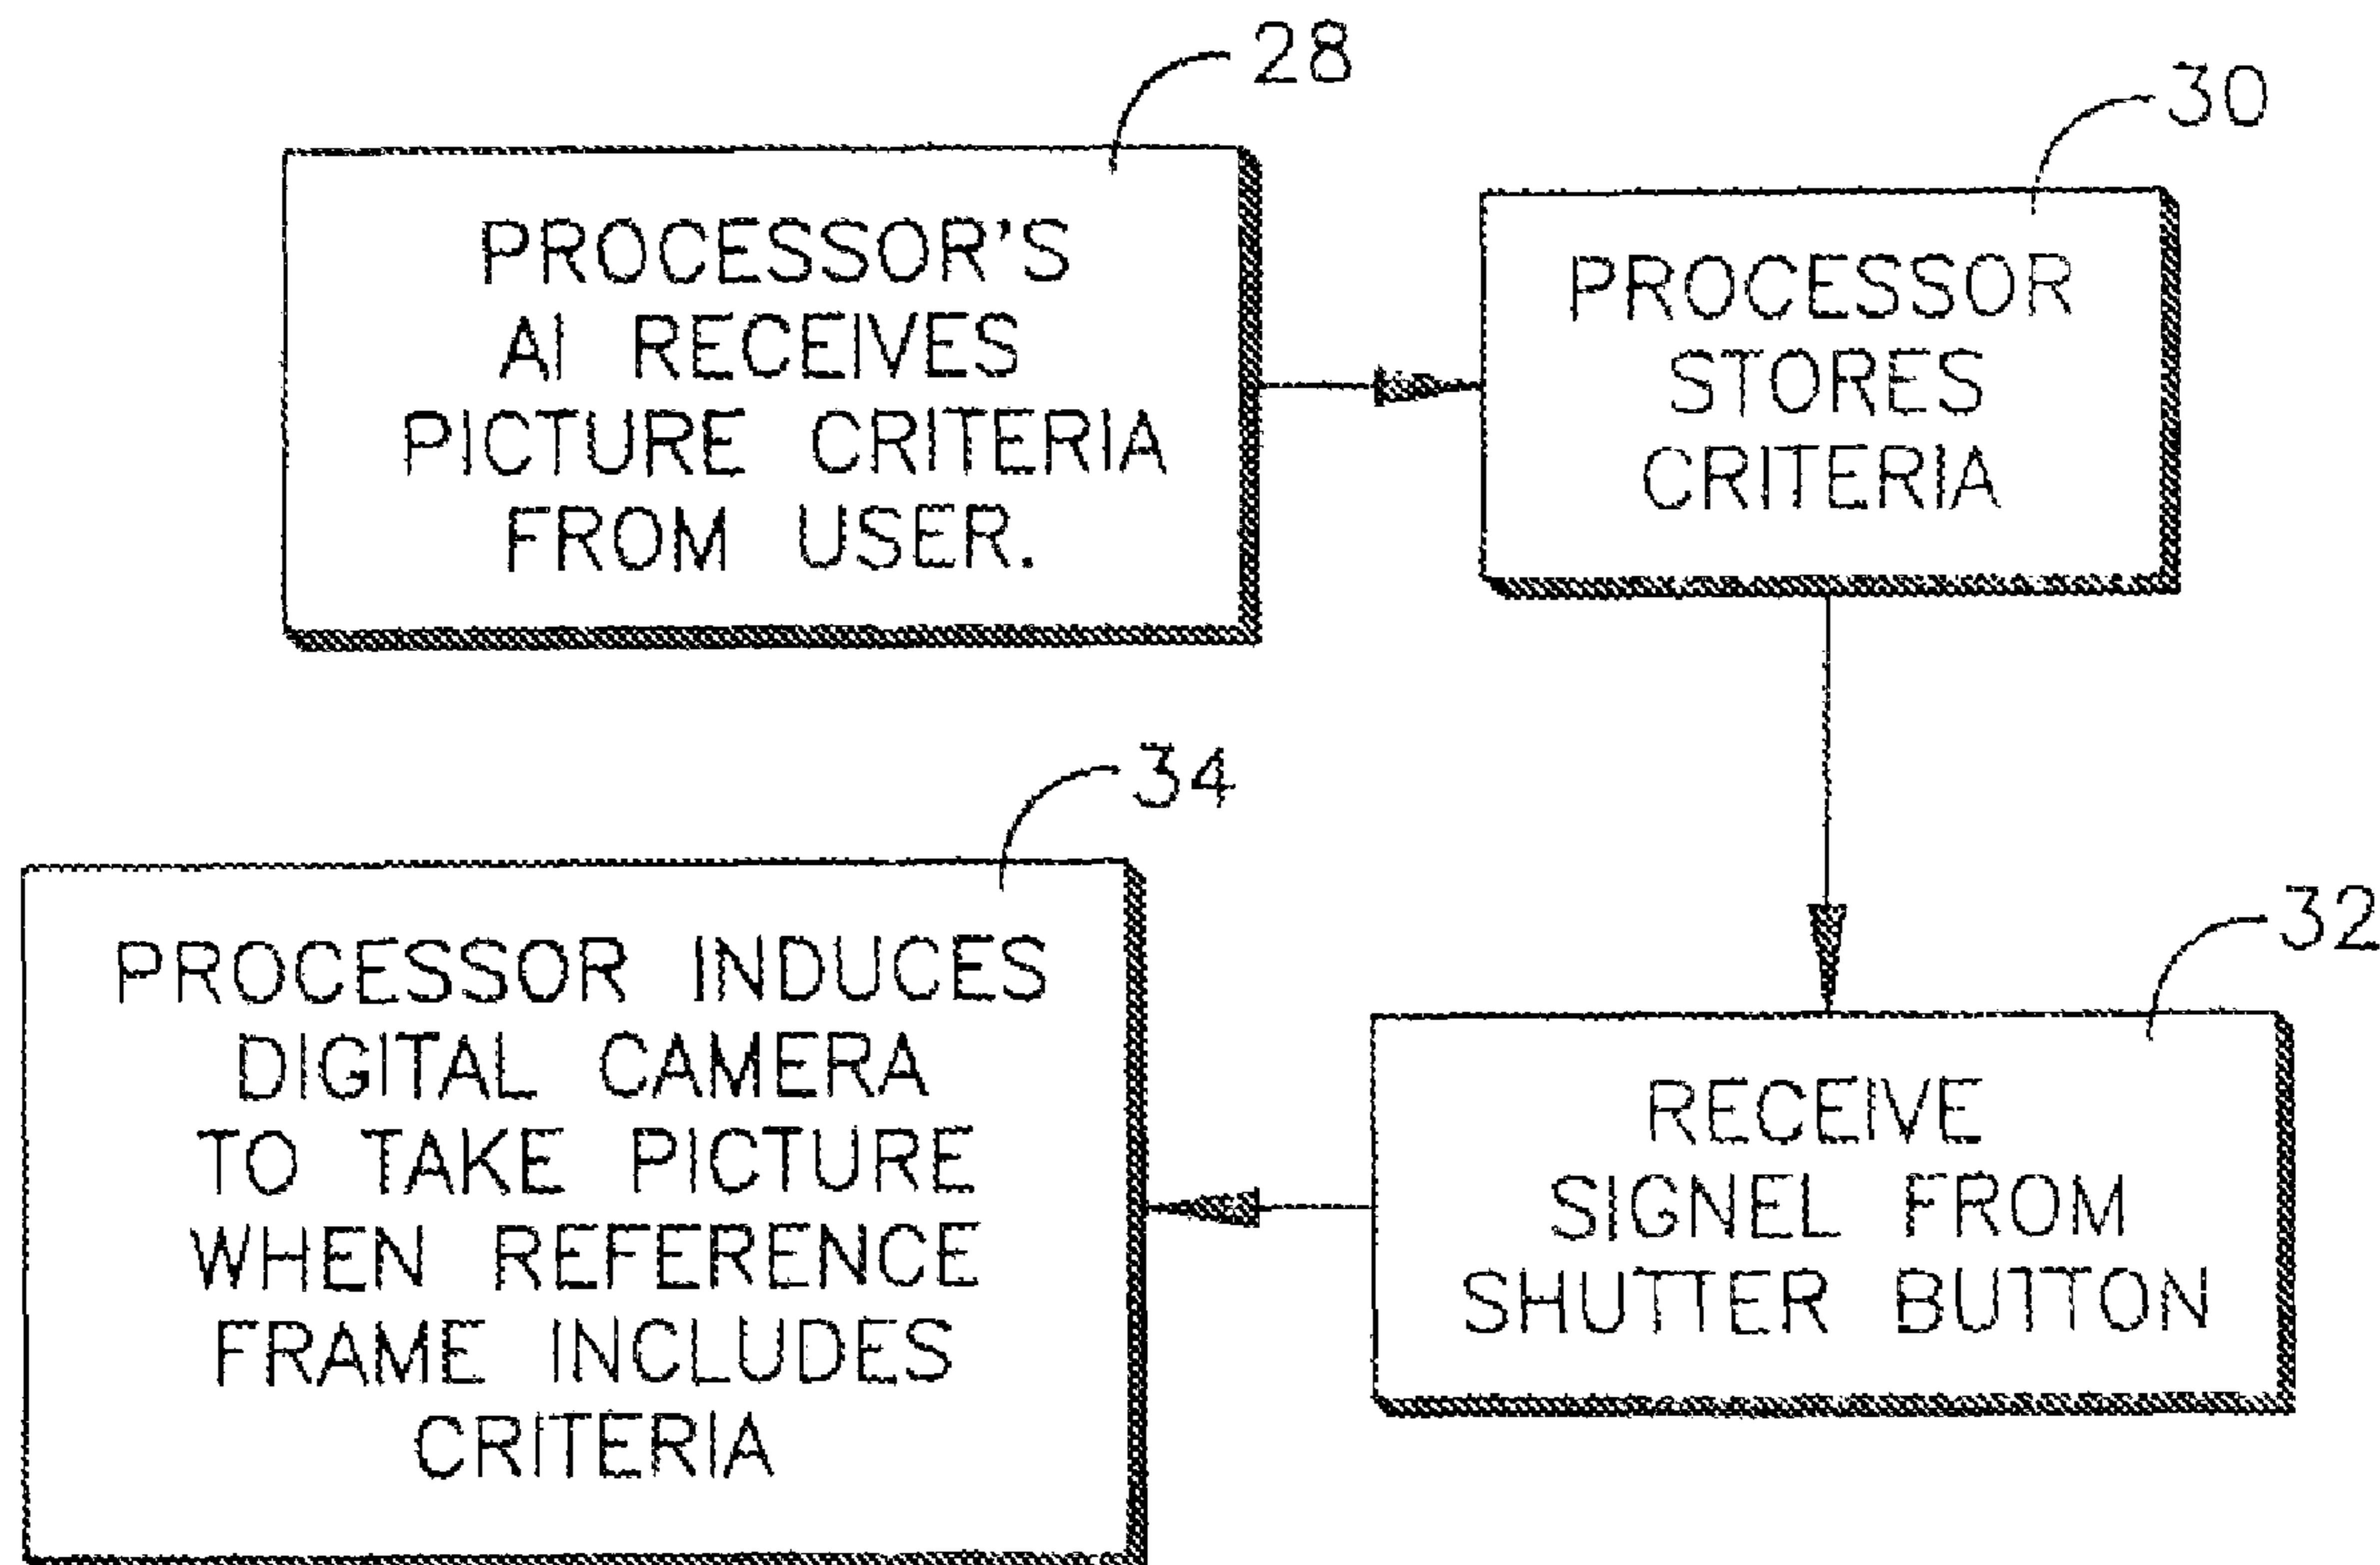 28
PROCESSOR'S
AI RECEIVES
PICTURE CRITERIA
FROM USER.
30
PROCESSOR
STORES
CRITERIA
32
RECEIVE
SIGNEL FROM
SHUTTER BUTTON
34
PROCESSOR INDUCES
DIGITAL CAMERA
TO TAKE PICTURE
WHEN REFERENCE
FRAME INCLUDES
CRITERIA